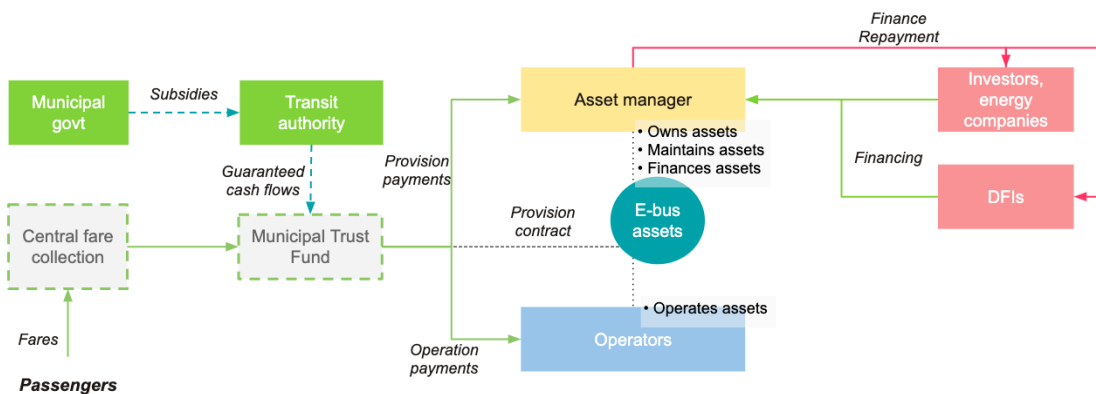 Finance
Repayment
Municipal
govt
Subsidies
Transit
authority
Asset manager
Investors,
energy
companies
• Owns assets
• Maintains assets
• Finances assets
Guaranteed
cash flows
Provision
payments
Financing
DFIs
Central fare
collection
Municipal Trust
Fund
Provision
contract
E-bus
assets
• Operates assets
Fares
Operation
payments
Operators
Passengers